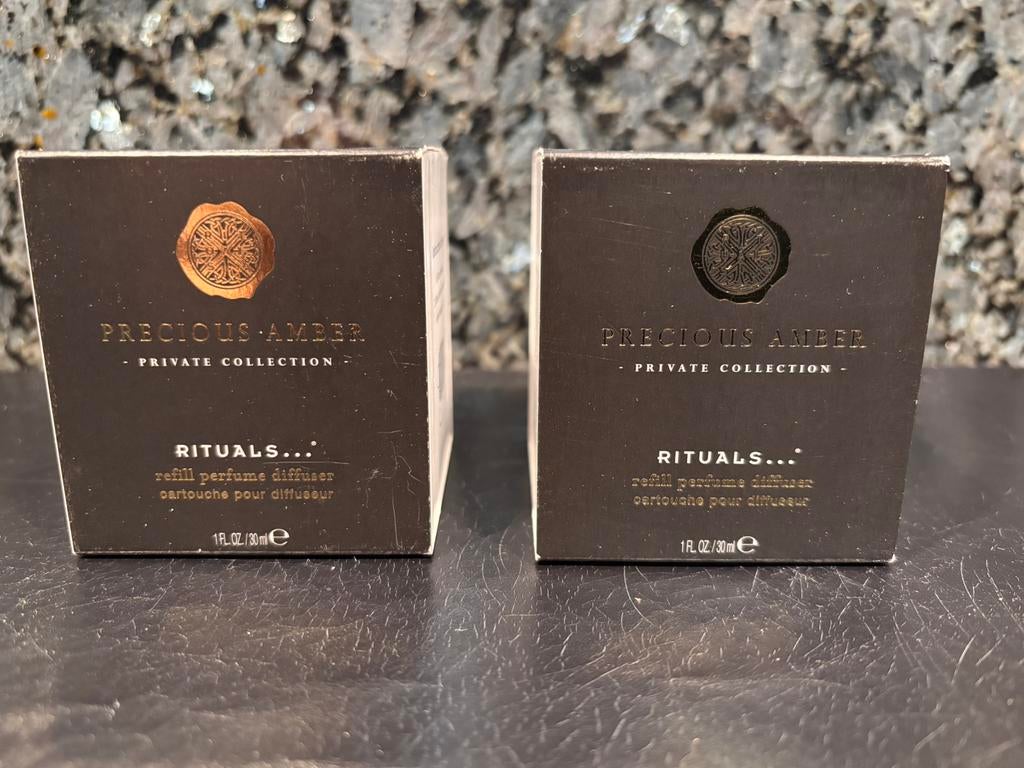 PRECIOUS AMBER
- PRIVATE COLLECTION -
RITUALS...°
refill perfume diffuser
cartouche pour diffuseur
1 FL. OZ. / 30 ml ℮
PRECIOUS AMBER
- PRIVATE COLLECTION -
RITUALS...°
refill perfume diffuser
cartouche pour diffuseur
1 FL. OZ. / 30 ml ℮